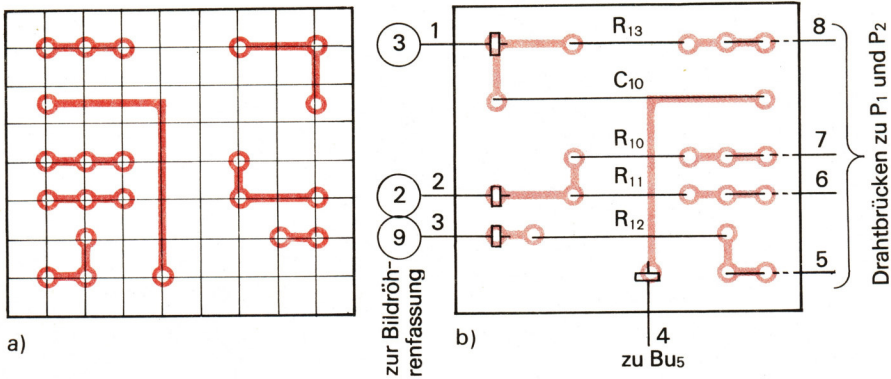 a)
3 1 R13 8
C10
R10 7
2 2 R11 6
9 3 R12
5
4
zu Bu5
b)
zur Bildröh-
renfassung
Drahtbrücken zu P1 und P2